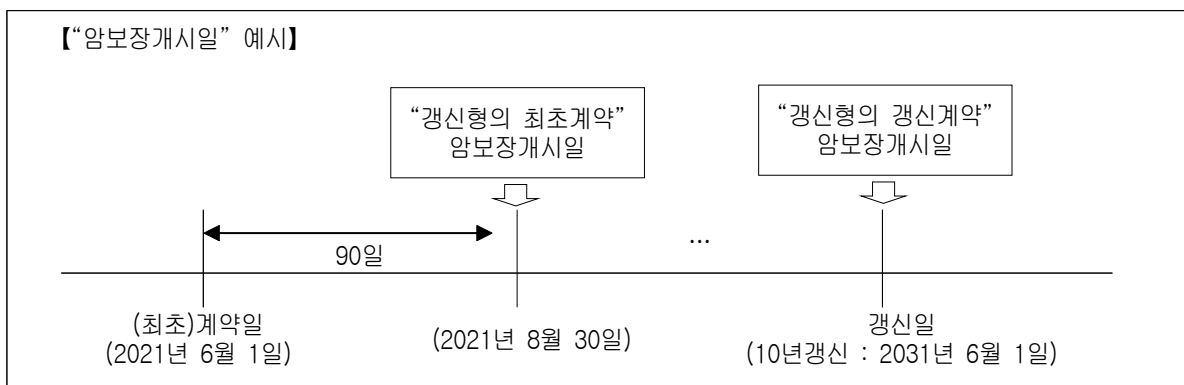 【“암보장개시일” 예시】
“갱신형의 최초계약”
암보장개시일
“갱신형의 갱신계약”
암보장개시일
90일
...
(최초)계약일
(2021년 6월 1일)
(2021년 8월 30일)
갱신일
(10년갱신 : 2031년 6월 1일)